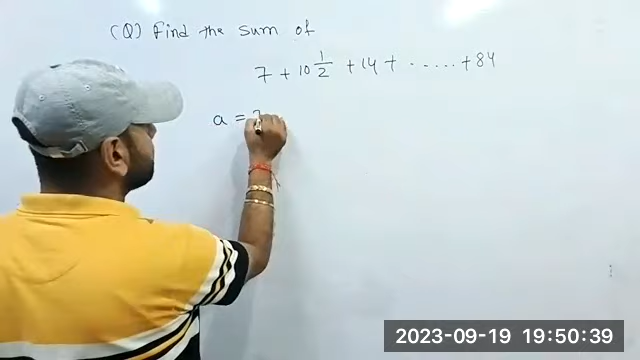 (Q) Find the sum of
7 + 10 1/2 + 14 + ...... + 84
a = 7
2023-09-19 19:50:39